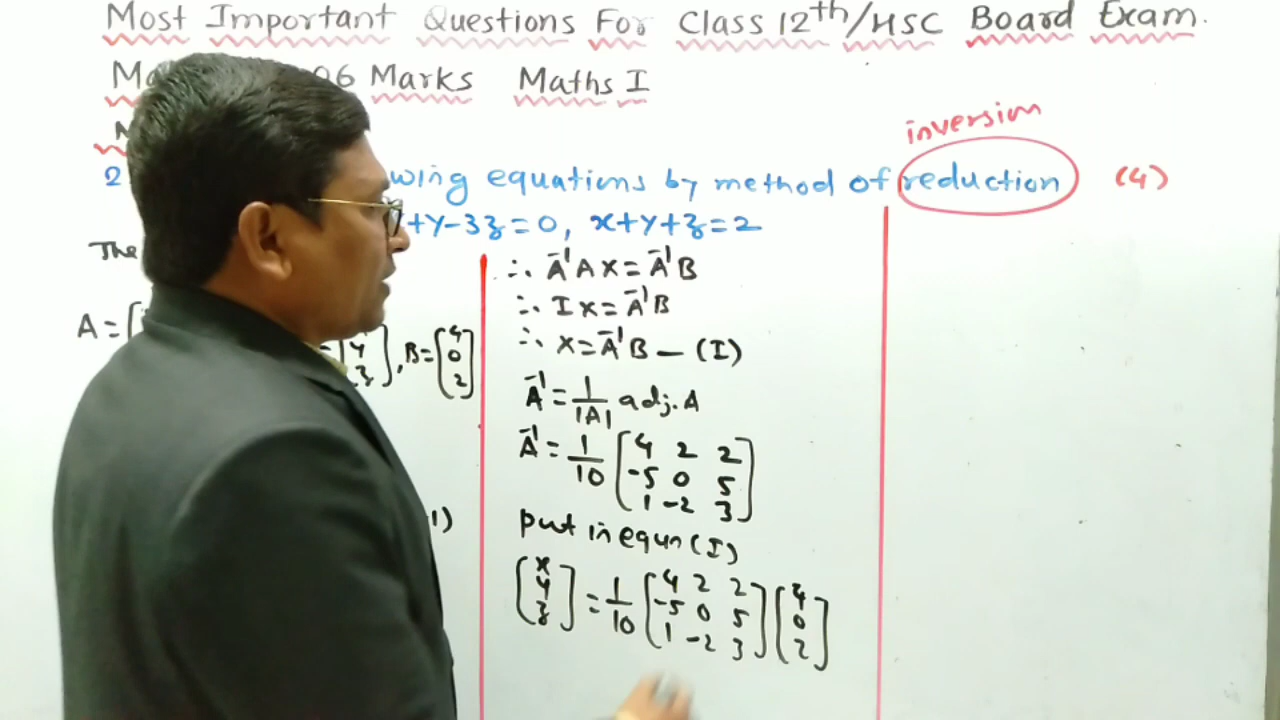 Most Important Questions For Class 12th/HSC Board Exam.
06 Marks Maths I
inversion
2 wing equations by method of reduction (4)
+y-3z=0, x+y+z=2
The
A=[
[
y
z], B=[4
0
2]
1)
∴ A⁻¹AX=A⁻¹B
∴ IX=A⁻¹B
∴ X=A⁻¹B — (I)
A⁻¹=1/|A| adj. A
A⁻¹=1/10 [4 2 2
-5 0 5
1 -2 3]
put in equn (I)
[x
y
z] = 1/10 [4 2 2
-5 0 5
1 -2 3] [4
0
2]